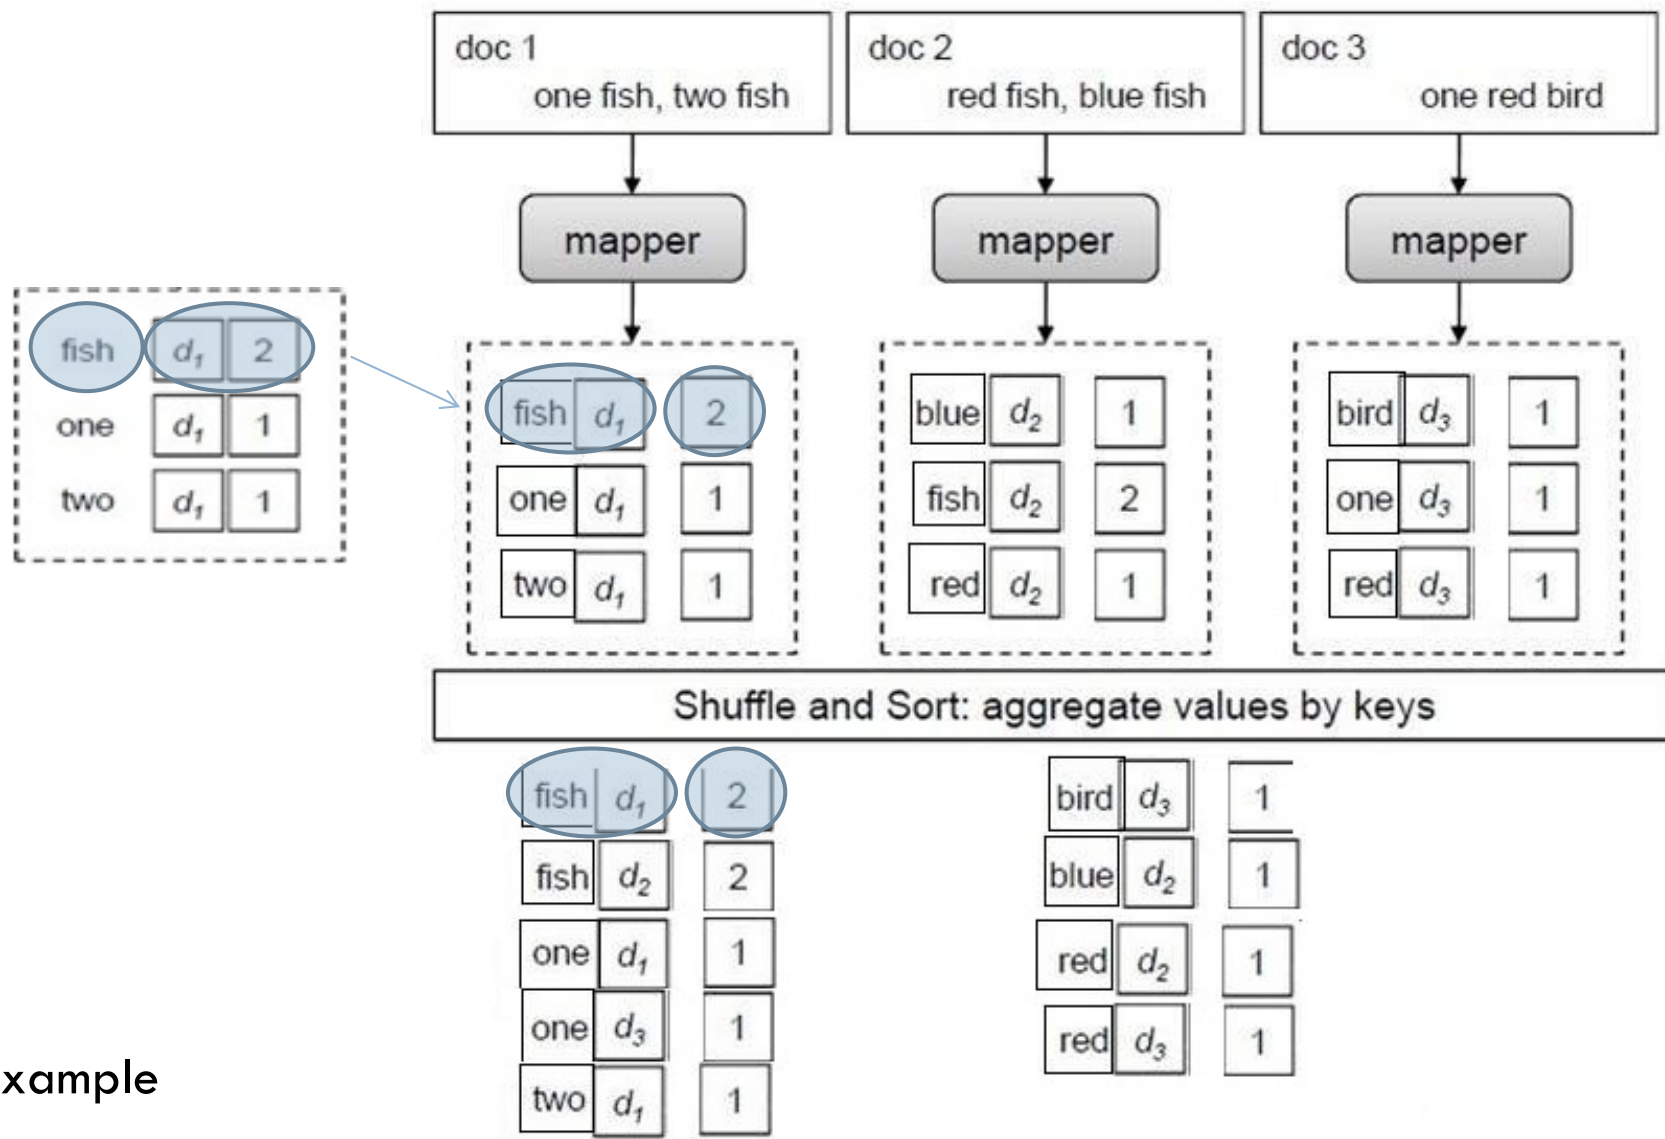 doc 1
one fish, two fish
doc 2
red fish, blue fish
doc 3
one red bird
mapper
mapper
mapper
fish d₁ 2
one d₁ 1
two d₁ 1
fish d₁ 2
one d₁ 1
two d₁ 1
blue d₂ 1
fish d₂ 2
red d₂ 1
bird d₃ 1
one d₃ 1
red d₃ 1
Shuffle and Sort: aggregate values by keys
fish d₁ 2
fish d₂ 2
one d₁ 1
one d₃ 1
two d₁ 1
bird d₃ 1
blue d₂ 1
red d₂ 1
red d₃ 1
xample